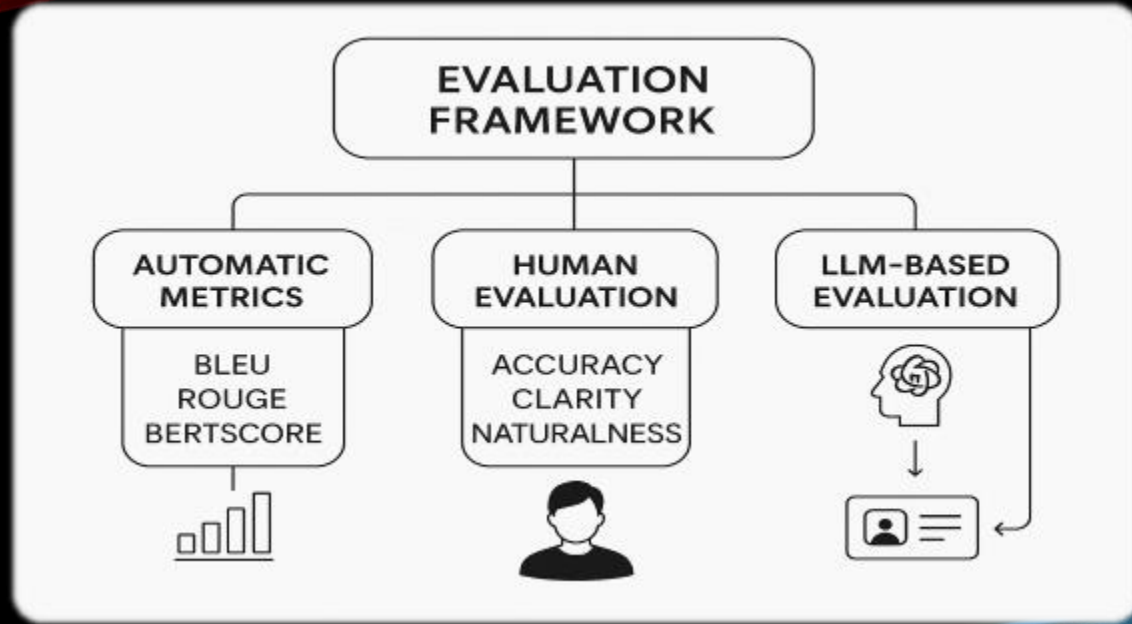 EVALUATION
FRAMEWORK
AUTOMATIC
METRICS
BLEU
ROUGE
BERTSCORE
HUMAN
EVALUATION
ACCURACY
CLARITY
NATURALNESS
LLM-BASED
EVALUATION